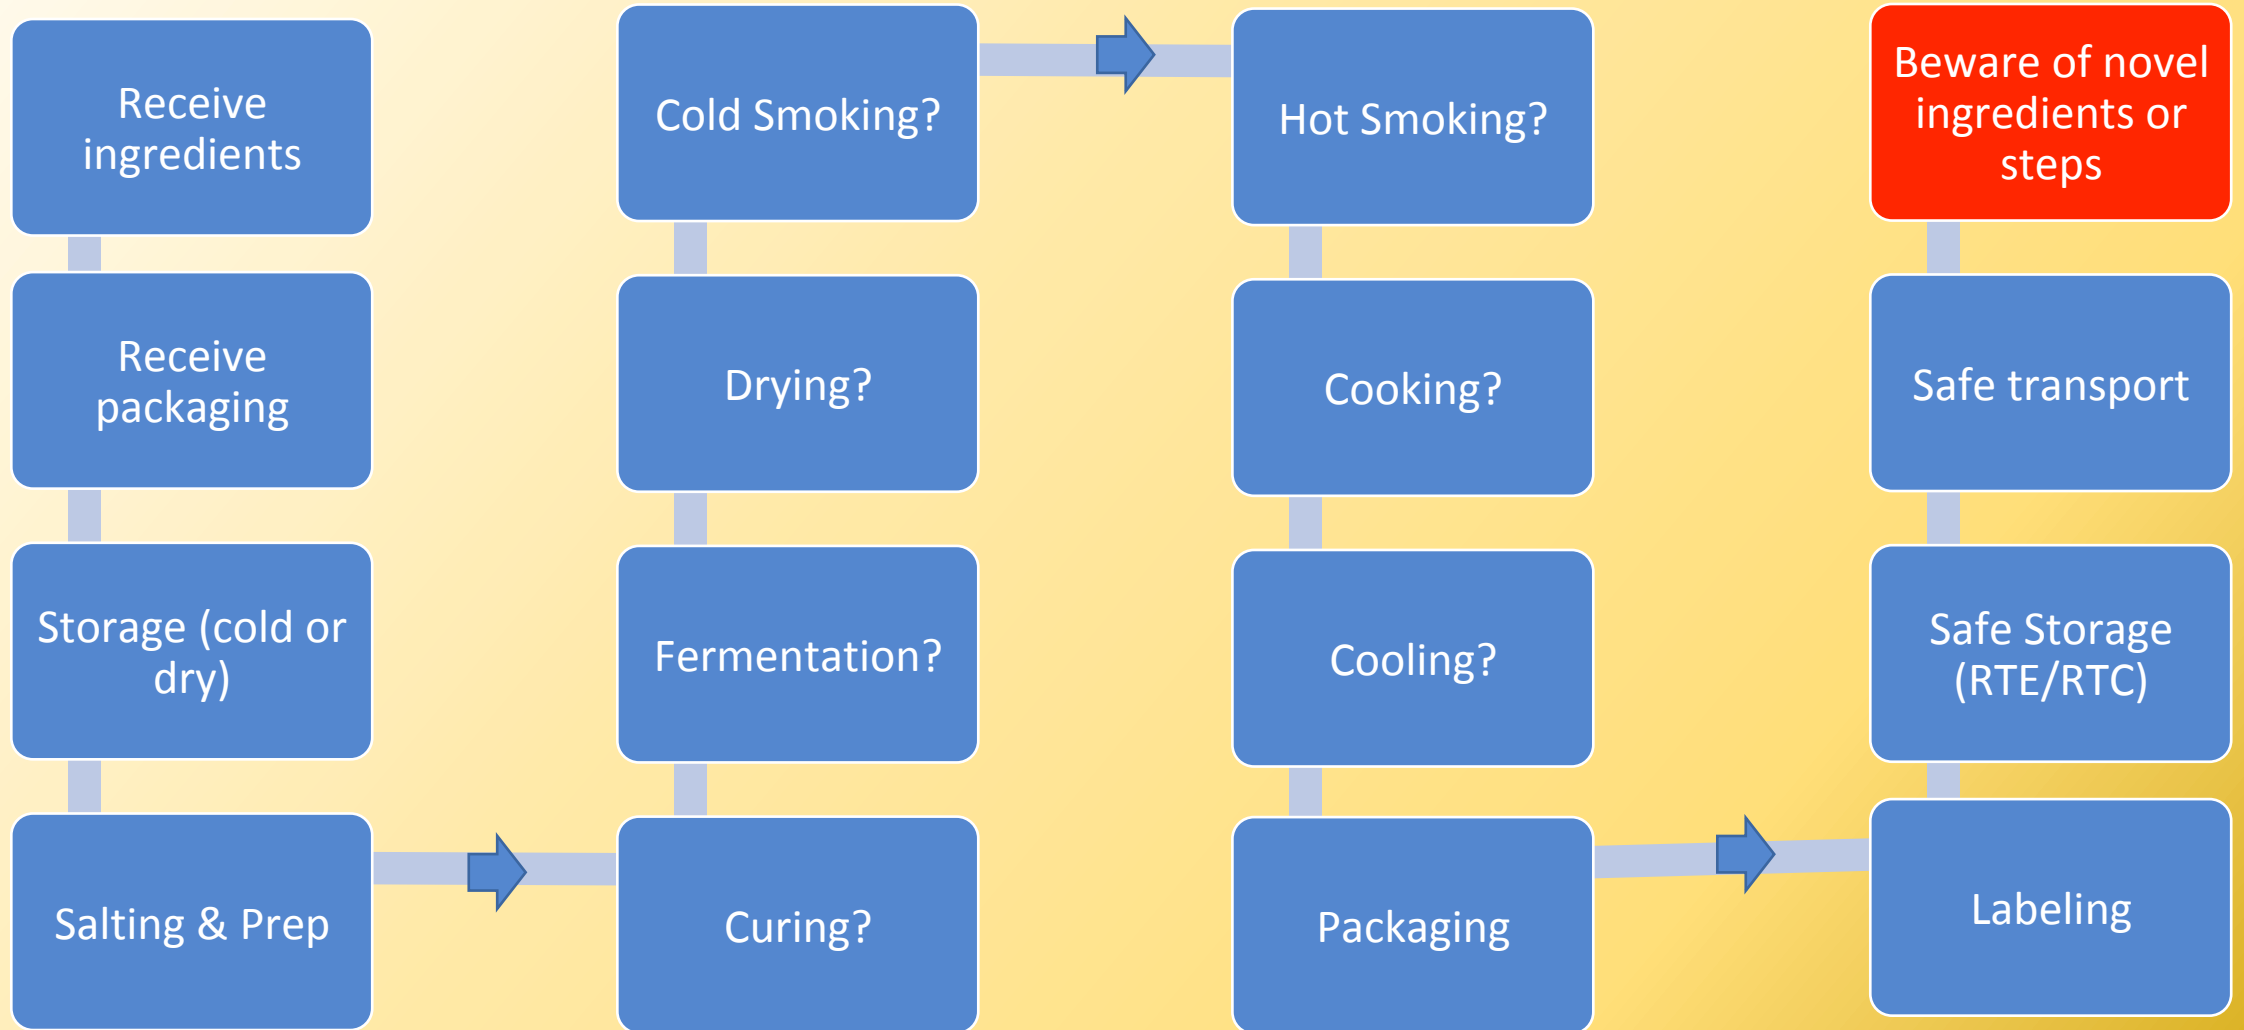 Receive
ingredients
Receive
packaging
Storage (cold or
dry)
Salting & Prep
Curing?
Fermentation?
Drying?
Cold Smoking?
Hot Smoking?
Cooking?
Cooling?
Packaging
Labeling
Safe Storage
(RTE/RTC)
Safe transport
Beware of novel
ingredients or
steps